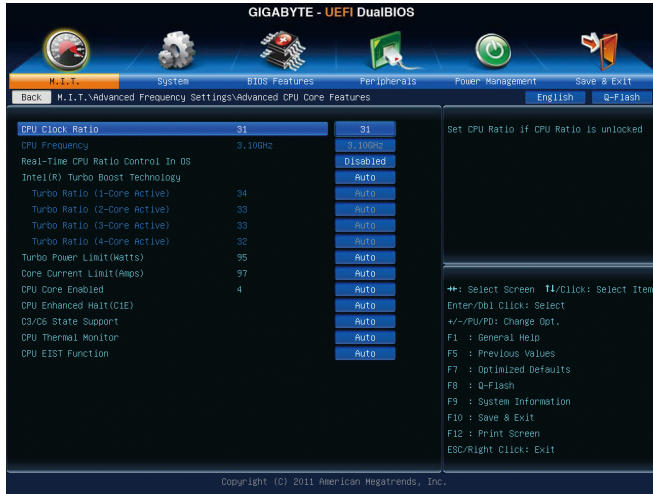 GIGABYTE - UEFI DualBIOS
M.I.T. System BIOS Features Peripherals Power Management Save & Exit
Back M.I.T.\Advanced Frequency Settings\Advanced CPU Core Features English Q-Flash
CPU Clock Ratio 31 31
CPU Frequency 3.10GHz 3.10GHz
Real-Time CPU Ratio Control In OS Disabled
Intel(R) Turbo Boost Technology Auto
Turbo Ratio (1-Core Active) 34 Auto
Turbo Ratio (2-Core Active) 33 Auto
Turbo Ratio (3-Core Active) 33 Auto
Turbo Ratio (4-Core Active) 32 Auto
Turbo Power Limit(Watts) 95 Auto
Core Current Limit(Amps) 97 Auto
CPU Core Enabled 4 Auto
CPU Enhanced Halt(C1E) Auto
C3/C6 State Support Auto
CPU Thermal Monitor Auto
CPU EIST Function Auto
Set CPU Ratio if CPU Ratio is unlocked
→←: Select Screen ↑↓/Click: Select Item
Enter/Dbl Click: Select
+/-/PU/PD: Change Opt.
F1 : General Help
F5 : Previous Values
F7 : Optimized Defaults
F8 : Q-Flash
F9 : System Information
F10 : Save & Exit
F12 : Print Screen
ESC/Right Click: Exit
Copyright (C) 2011 American Megatrends, Inc.